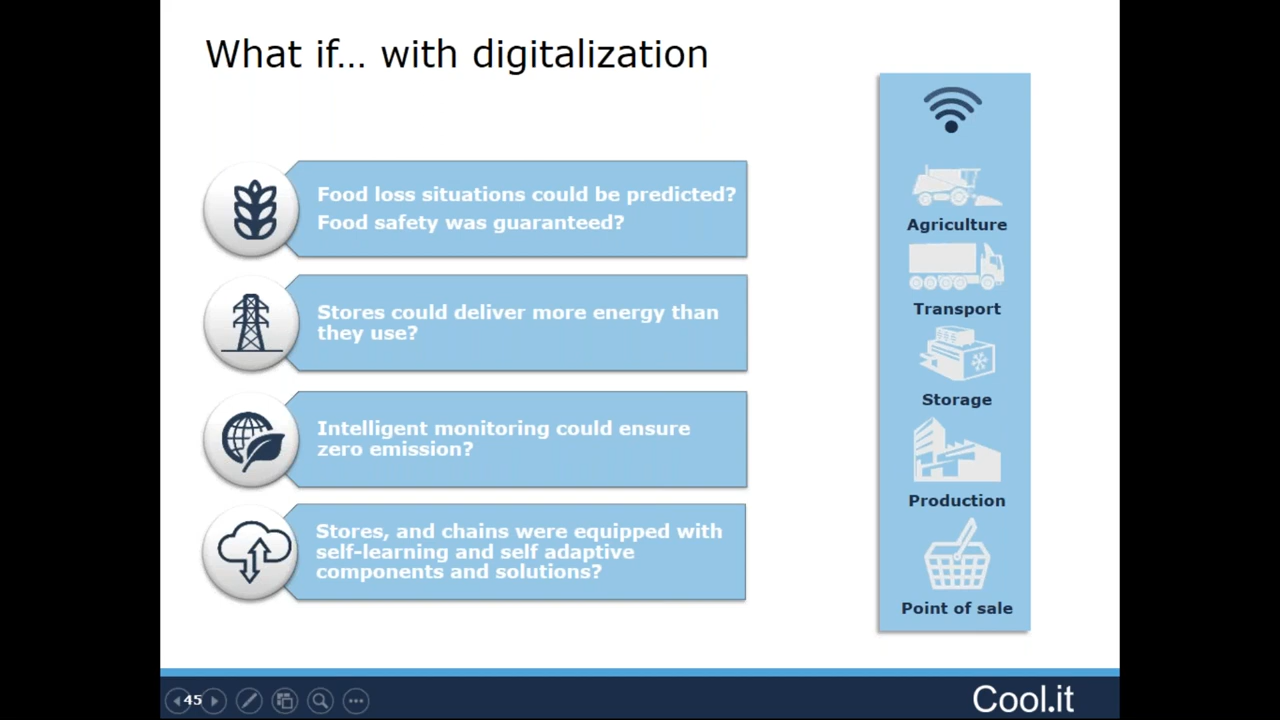 What if... with digitalization
Food loss situations could be predicted?
Food safety was guaranteed?
Stores could deliver more energy than
they use?
Intelligent monitoring could ensure
zero emission?
Stores, and chains were equipped with
self-learning and self adaptive
components and solutions?
Agriculture
Transport
Storage
Production
Point of sale
45
Cool.it